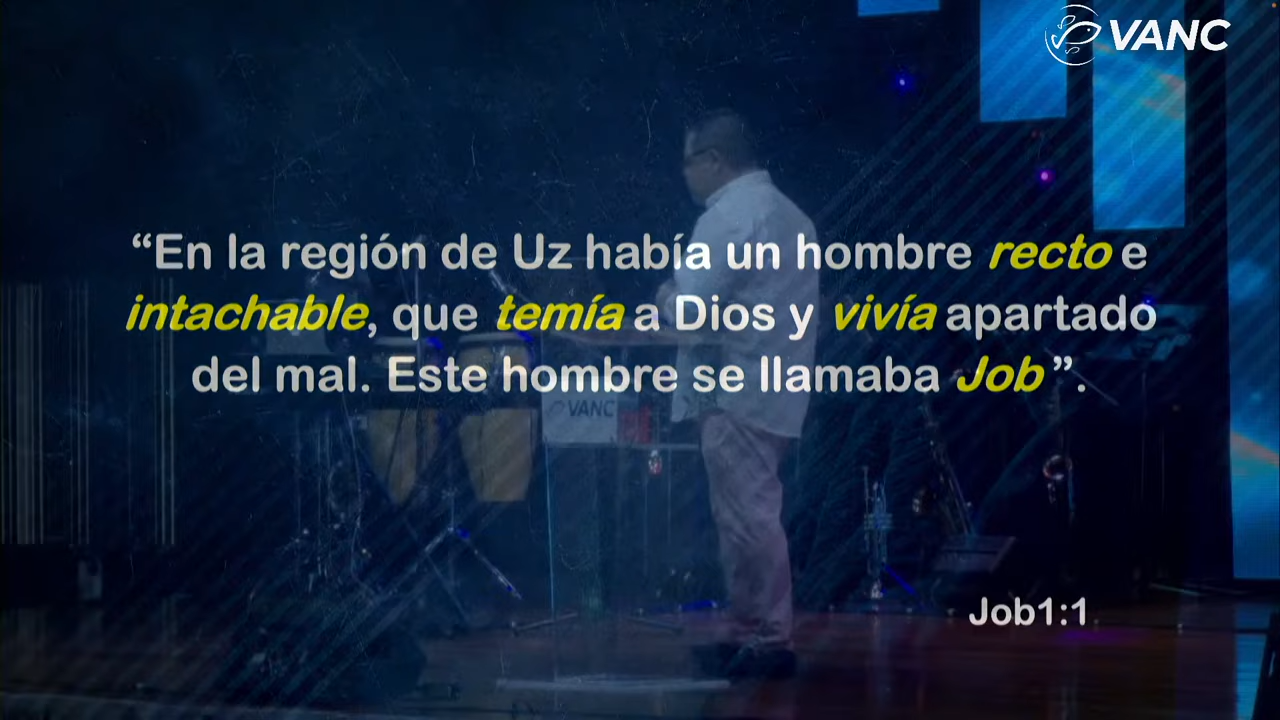 VANC
“En la región de Uz había un hombre recto e
intachable, que temía a Dios y vivía apartado
del mal. Este hombre se llamaba Job”.
VANC
Job1:1